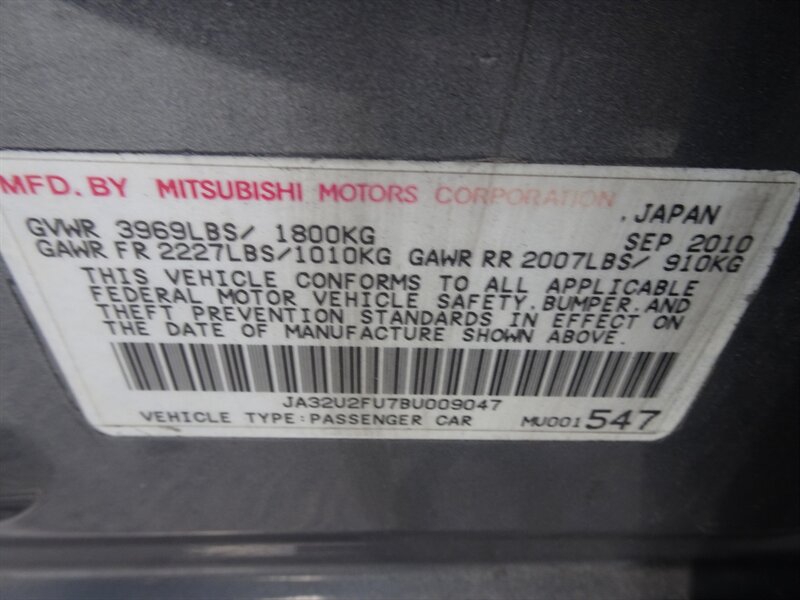 MFD. BY MITSUBISHI MOTORS CORPORATION, JAPAN
GVWR 3969LBS/ 1800KG SEP 2010
GAWR FR 2227LBS/1010KG GAWR RR 2007LBS/ 910KG
THIS VEHICLE CONFORMS TO ALL APPLICABLE
FEDERAL MOTOR VEHICLE SAFETY, BUMPER, AND
THEFT PREVENTION STANDARDS IN EFFECT ON
THE DATE OF MANUFACTURE SHOWN ABOVE.
JA32U2FU7BU009047
VEHICLE TYPE:PASSENGER CAR MU001547